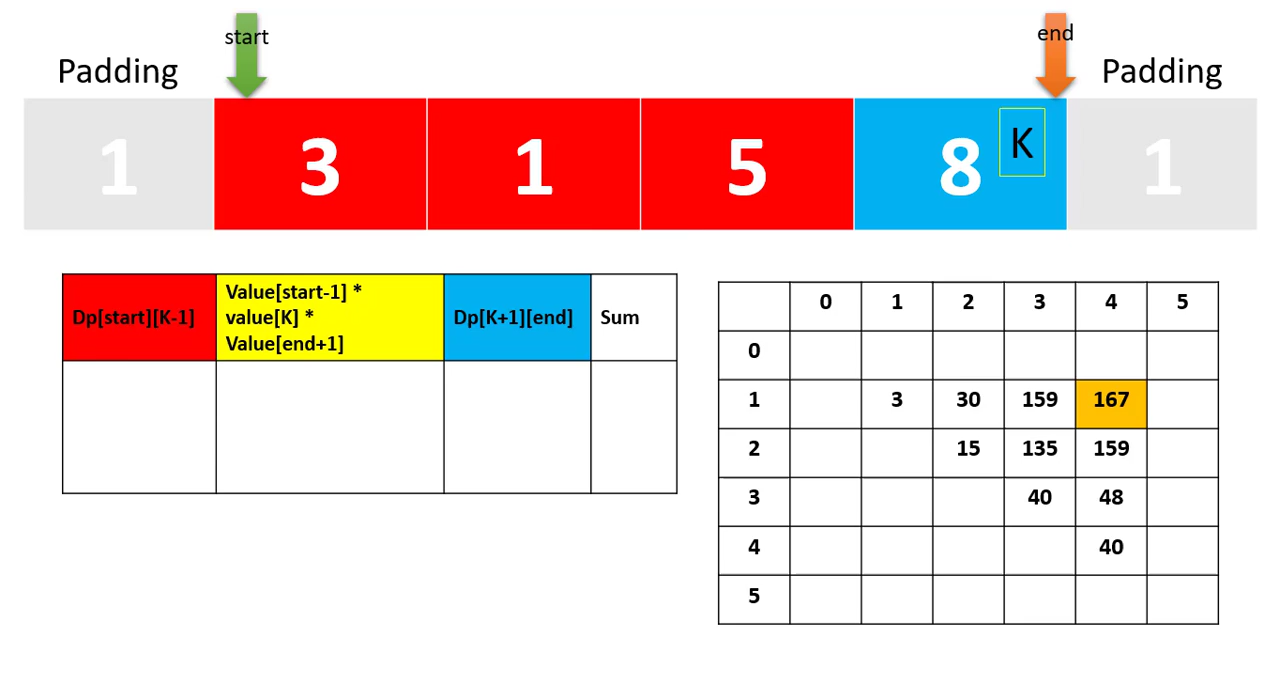 start
end
Padding
Padding
1 3 1 5 8 K 1
Dp[start][K-1]
Value[start-1] *
value[K] *
Value[end+1]
Dp[K+1][end]
Sum
0 1 2 3 4 5
0
1 3 30 159 167
2 15 135 159
3 40 48
4 40
5